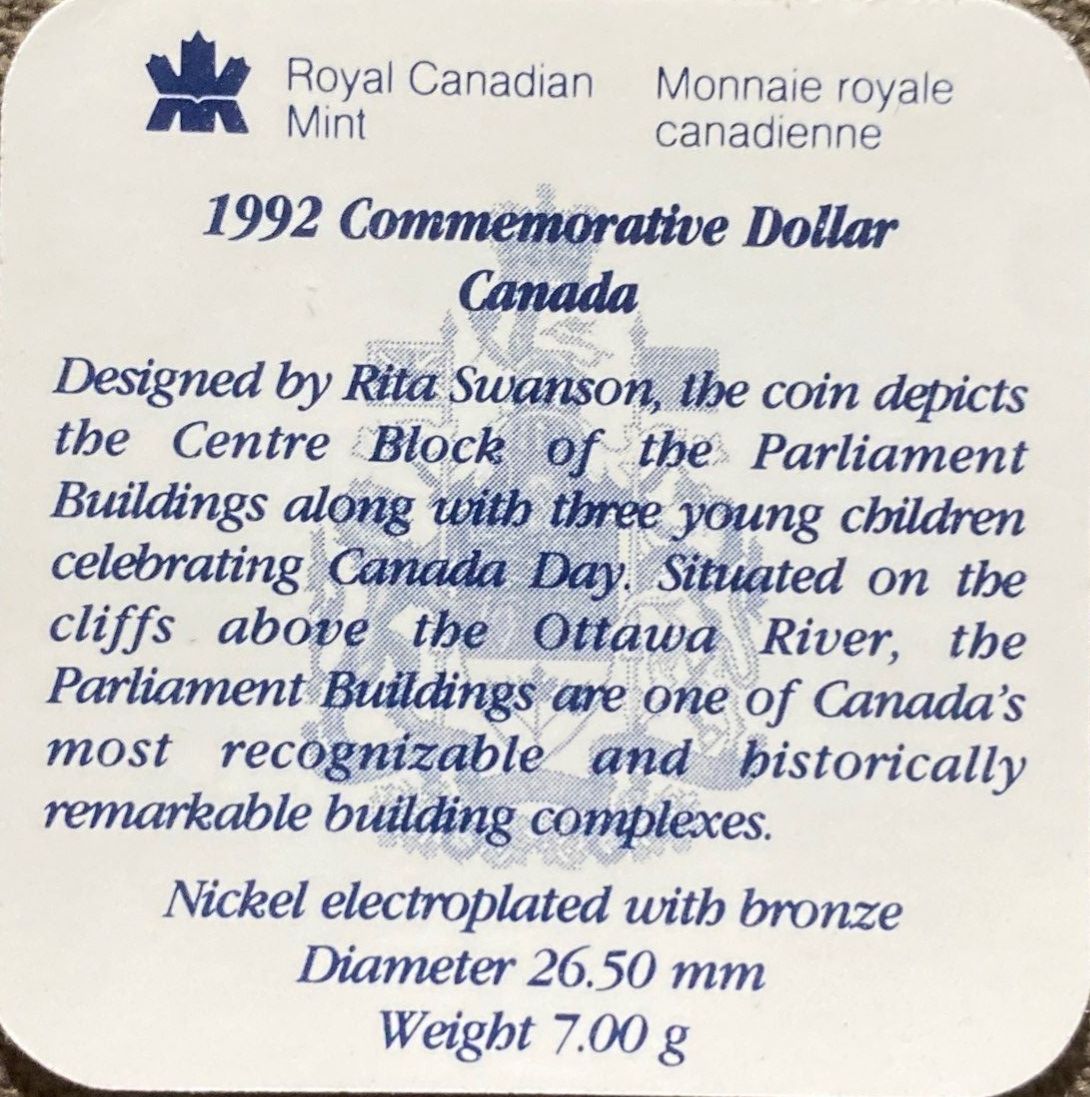 Royal Canadian
Mint
Monnaie royale
canadienne
1992 Commemorative Dollar
Canada
Designed by Rita Swanson, the coin depicts
the Centre Block of the Parliament
Buildings along with three young children
celebrating Canada Day. Situated on the
cliffs above the Ottawa River, the
Parliament Buildings are one of Canada's
most recognizable and historically
remarkable building complexes.
Nickel electroplated with bronze
Diameter 26.50 mm
Weight 7.00 g